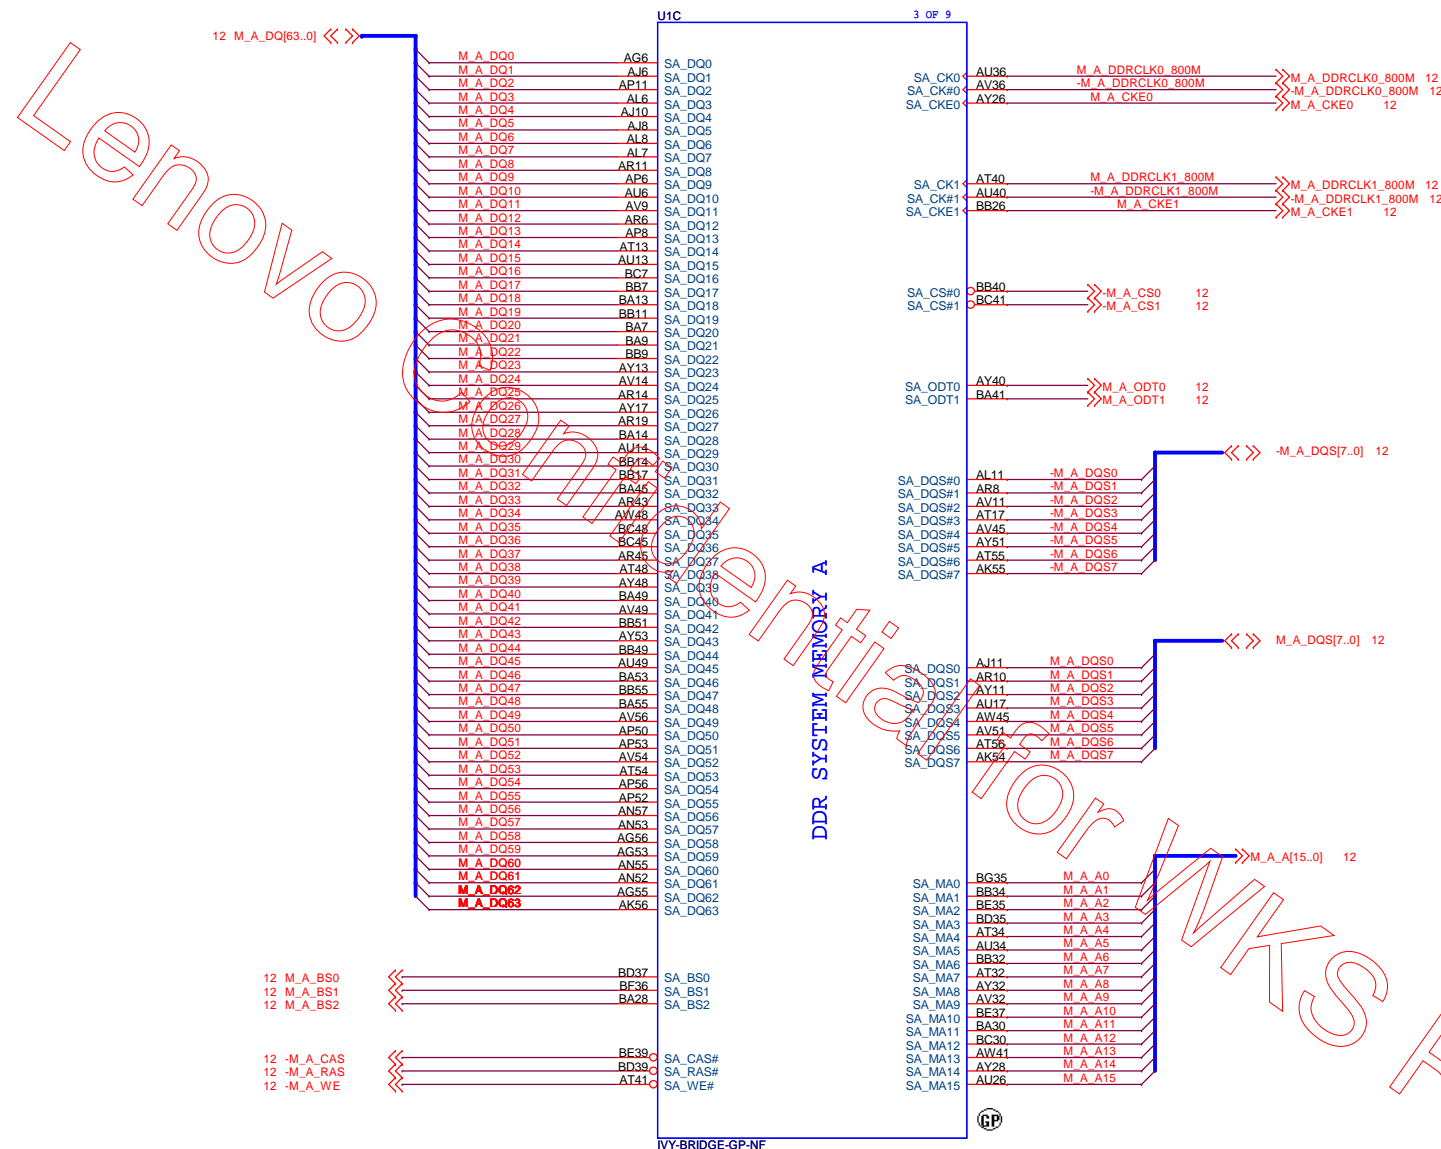 U1C
3 OF 9
12 M_A_DQ[63..0]
M_A_DQ0 AG6 SA_DQ0
M_A_DQ1 AJ6 SA_DQ1
M_A_DQ2 AP11 SA_DQ2
M_A_DQ3 AL6 SA_DQ3
M_A_DQ4 AJ10 SA_DQ4
M_A_DQ5 AJ8 SA_DQ5
M_A_DQ6 AL8 SA_DQ6
M_A_DQ7 AL7 SA_DQ7
M_A_DQ8 AR11 SA_DQ8
M_A_DQ9 AP6 SA_DQ9
M_A_DQ10 AU6 SA_DQ10
M_A_DQ11 AV9 SA_DQ11
M_A_DQ12 AR6 SA_DQ12
M_A_DQ13 AP8 SA_DQ13
M_A_DQ14 AT13 SA_DQ14
M_A_DQ15 AU13 SA_DQ15
M_A_DQ16 BC7 SA_DQ16
M_A_DQ17 BB7 SA_DQ17
M_A_DQ18 BA13 SA_DQ18
M_A_DQ19 BB11 SA_DQ19
M_A_DQ20 BA7 SA_DQ20
M_A_DQ21 BA9 SA_DQ21
M_A_DQ22 BB9 SA_DQ22
M_A_DQ23 AY13 SA_DQ23
M_A_DQ24 AV14 SA_DQ24
M_A_DQ25 AR14 SA_DQ25
M_A_DQ26 AY17 SA_DQ26
M_A_DQ27 AR19 SA_DQ27
M_A_DQ28 BA14 SA_DQ28
M_A_DQ29 AU14 SA_DQ29
M_A_DQ30 BB14 SA_DQ30
M_A_DQ31 BB17 SA_DQ31
M_A_DQ32 BA45 SA_DQ32
M_A_DQ33 AR43 SA_DQ33
M_A_DQ34 AW48 SA_DQ34
M_A_DQ35 BC48 SA_DQ35
M_A_DQ36 BC45 SA_DQ36
M_A_DQ37 AR45 SA_DQ37
M_A_DQ38 AT48 SA_DQ38
M_A_DQ39 AY48 SA_DQ39
M_A_DQ40 BA49 SA_DQ40
M_A_DQ41 AV49 SA_DQ41
M_A_DQ42 BB51 SA_DQ42
M_A_DQ43 AY53 SA_DQ43
M_A_DQ44 BB49 SA_DQ44
M_A_DQ45 AU49 SA_DQ45
M_A_DQ46 BA53 SA_DQ46
M_A_DQ47 BB55 SA_DQ47
M_A_DQ48 BA55 SA_DQ48
M_A_DQ49 AV56 SA_DQ49
M_A_DQ50 AP50 SA_DQ50
M_A_DQ51 AP53 SA_DQ51
M_A_DQ52 AV54 SA_DQ52
M_A_DQ53 AT54 SA_DQ53
M_A_DQ54 AP56 SA_DQ54
M_A_DQ55 AP52 SA_DQ55
M_A_DQ56 AN57 SA_DQ56
M_A_DQ57 AN53 SA_DQ57
M_A_DQ58 AG56 SA_DQ58
M_A_DQ59 AG53 SA_DQ59
M_A_DQ60 AN55 SA_DQ60
M_A_DQ61 AN52 SA_DQ61
M_A_DQ62 AG55 SA_DQ62
M_A_DQ63 AK56 SA_DQ63
12 M_A_BS0 BD37 SA_BS0
12 M_A_BS1 BF36 SA_BS1
12 M_A_BS2 BA28 SA_BS2
12 -M_A_CAS BE39 SA_CAS#
12 -M_A_RAS BD39 SA_RAS#
12 -M_A_WE AT41 SA_WE#
DDR SYSTEM MEMORY A
SA_CK0 AU36 M_A_DDRCLK0_800M M_A_DDRCLK0_800M 12
SA_CK#0 AV36 -M_A_DDRCLK0_800M -M_A_DDRCLK0_800M 12
SA_CKE0 AY26 M_A_CKE0 M_A_CKE0 12
SA_CK1 AT40 M_A_DDRCLK1_800M M_A_DDRCLK1_800M 12
SA_CK#1 AU40 -M_A_DDRCLK1_800M -M_A_DDRCLK1_800M 12
SA_CKE1 BB26 M_A_CKE1 M_A_CKE1 12
SA_CS#0 BB40 -M_A_CS0 12
SA_CS#1 BC41 -M_A_CS1 12
SA_ODT0 AY40 M_A_ODT0 12
SA_ODT1 BA41 M_A_ODT1 12
-M_A_DQS[7..0] 12
SA_DQS#0 AL11 -M_A_DQS0
SA_DQS#1 AR8 -M_A_DQS1
SA_DQS#2 AV11 -M_A_DQS2
SA_DQS#3 AT17 -M_A_DQS3
SA_DQS#4 AV45 -M_A_DQS4
SA_DQS#5 AY51 -M_A_DQS5
SA_DQS#6 AT55 -M_A_DQS6
SA_DQS#7 AK55 -M_A_DQS7
M_A_DQS[7..0] 12
SA_DQS0 AJ11 M_A_DQS0
SA_DQS1 AR10 M_A_DQS1
SA_DQS2 AY11 M_A_DQS2
SA_DQS3 AU17 M_A_DQS3
SA_DQS4 AW45 M_A_DQS4
SA_DQS5 AV51 M_A_DQS5
SA_DQS6 AT56 M_A_DQS6
SA_DQS7 AK54 M_A_DQS7
M_A_A[15..0] 12
SA_MA0 BG35 M_A_A0
SA_MA1 BB34 M_A_A1
SA_MA2 BE35 M_A_A2
SA_MA3 BD35 M_A_A3
SA_MA4 AT34 M_A_A4
SA_MA5 AU34 M_A_A5
SA_MA6 BB32 M_A_A6
SA_MA7 AT32 M_A_A7
SA_MA8 AY32 M_A_A8
SA_MA9 AV32 M_A_A9
SA_MA10 BE37 M_A_A10
SA_MA11 BA30 M_A_A11
SA_MA12 BC30 M_A_A12
SA_MA13 AW41 M_A_A13
SA_MA14 AY28 M_A_A14
SA_MA15 AU26 M_A_A15
GP
IVY-BRIDGE-GP-NF
Lenovo Confidential for WKS